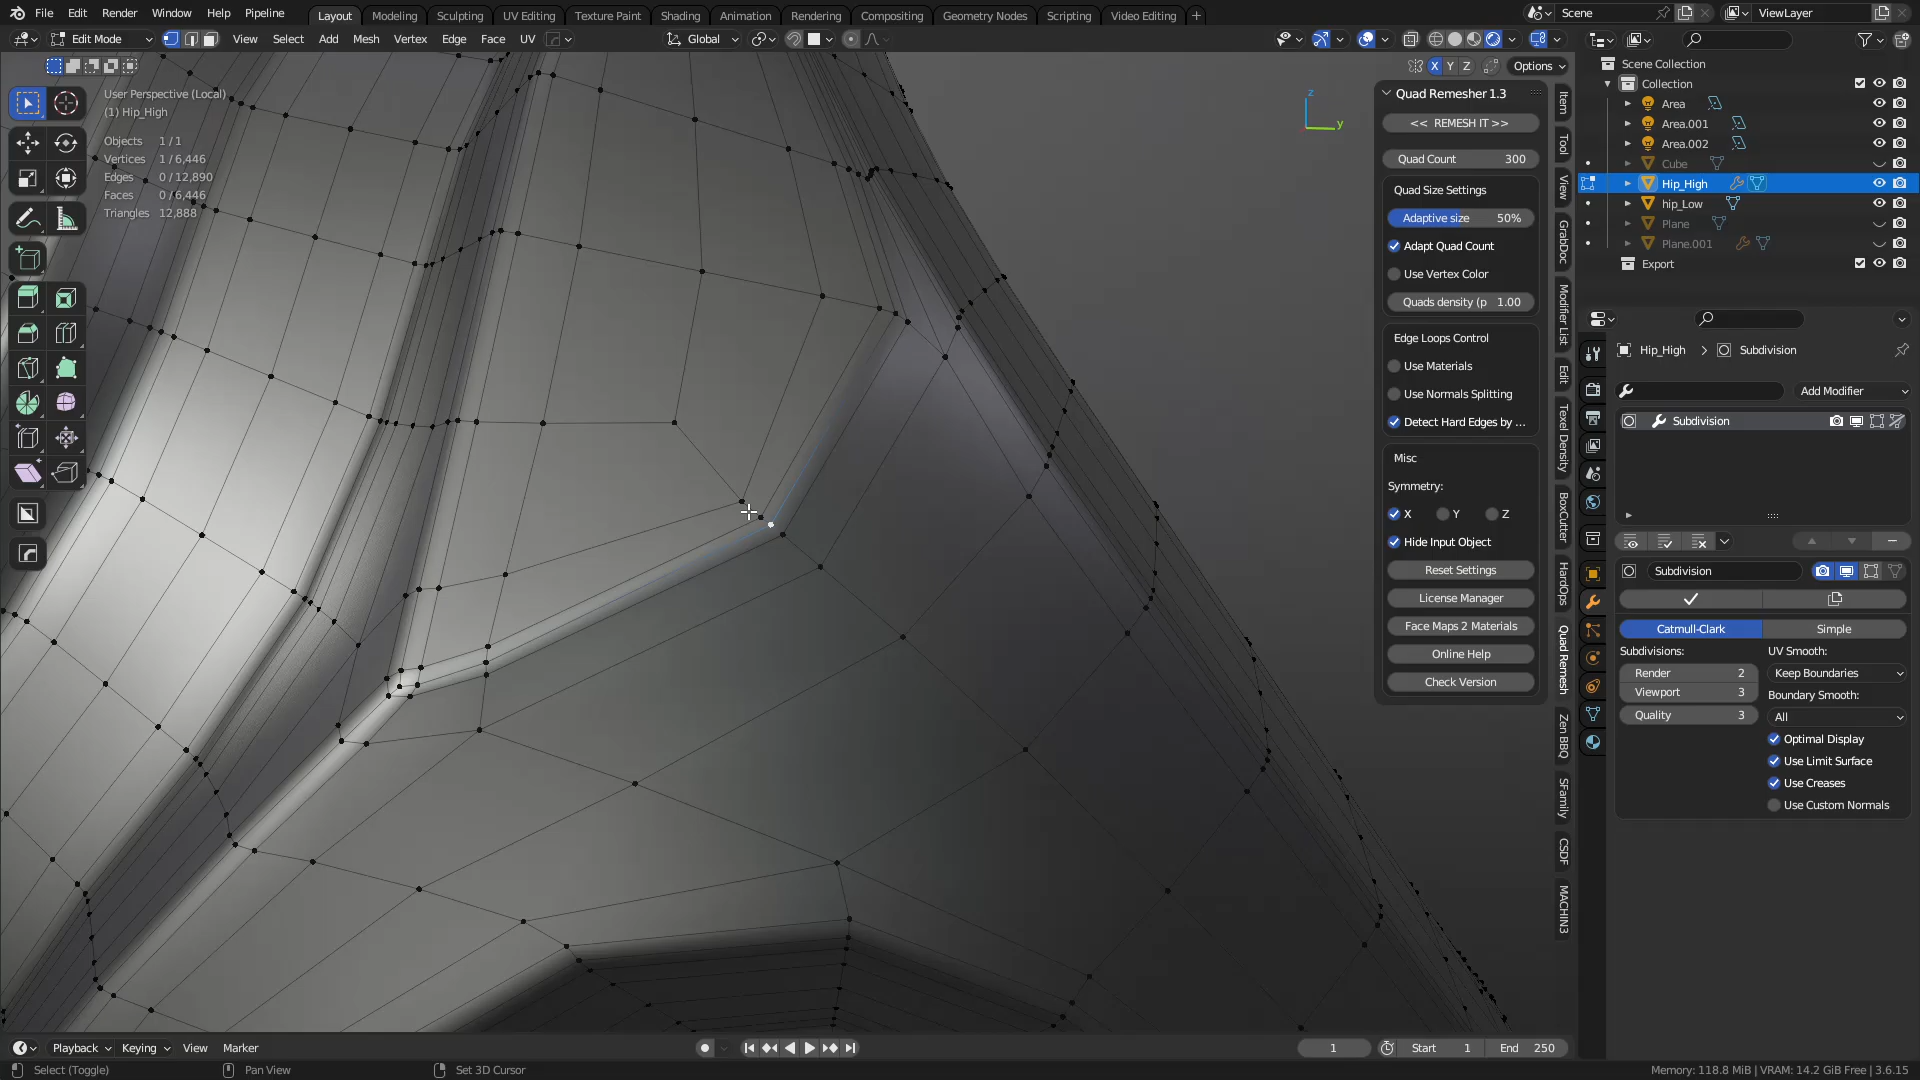 File Edit Render Window Help Pipeline
Layout Modeling Sculpting UV Editing Texture Paint Shading Animation Rendering Compositing Geometry Nodes Scripting Video Editing +
Scene
ViewLayer
Edit Mode
View Select Add Mesh Vertex Edge Face UV
Global
X Y Z
Options
User Perspective (Local)
(1) Hip_High
Objects 1/1
Vertices 1/6,446
Edges 0/12,890
Faces 0/6,446
Triangles 12,888
z
y
Quad Remesher 1.3
<< REMESH IT >>
Quad Count 300
Quad Size Settings
Adaptive size 50%
Adapt Quad Count
Use Vertex Color
Quads density (p 1.00
Edge Loops Control
Use Materials
Use Normals Splitting
Detect Hard Edges by ...
Misc
Symmetry:
X Y Z
Hide Input Object
Reset Settings
License Manager
Face Maps 2 Materials
Online Help
Check Version
Item
Tool
View
GrabDoc
Modifier List
Edit
Texel Density
BoxCutter
HardOps
Quad Remesh
Zen BBQ
SFamily
CSDF
MACHIN3
Scene Collection
Collection
Area
Area.001
Area.002
Cube
Hip_High
hip_Low
Plane
Plane.001
Export
Hip_High > Subdivision
Add Modifier
Subdivision
Subdivision
Catmull-Clark Simple
Subdivisions: UV Smooth:
Render 2 Keep Boundaries
Viewport 3 Boundary Smooth:
Quality 3 All
Optimal Display
Use Limit Surface
Use Creases
Use Custom Normals
Playback Keying View Marker
1
Start 1 End 250
Select (Toggle) Pan View Set 3D Cursor
Memory: 118.8 MiB | VRAM: 14.2 GiB Free | 3.6.15